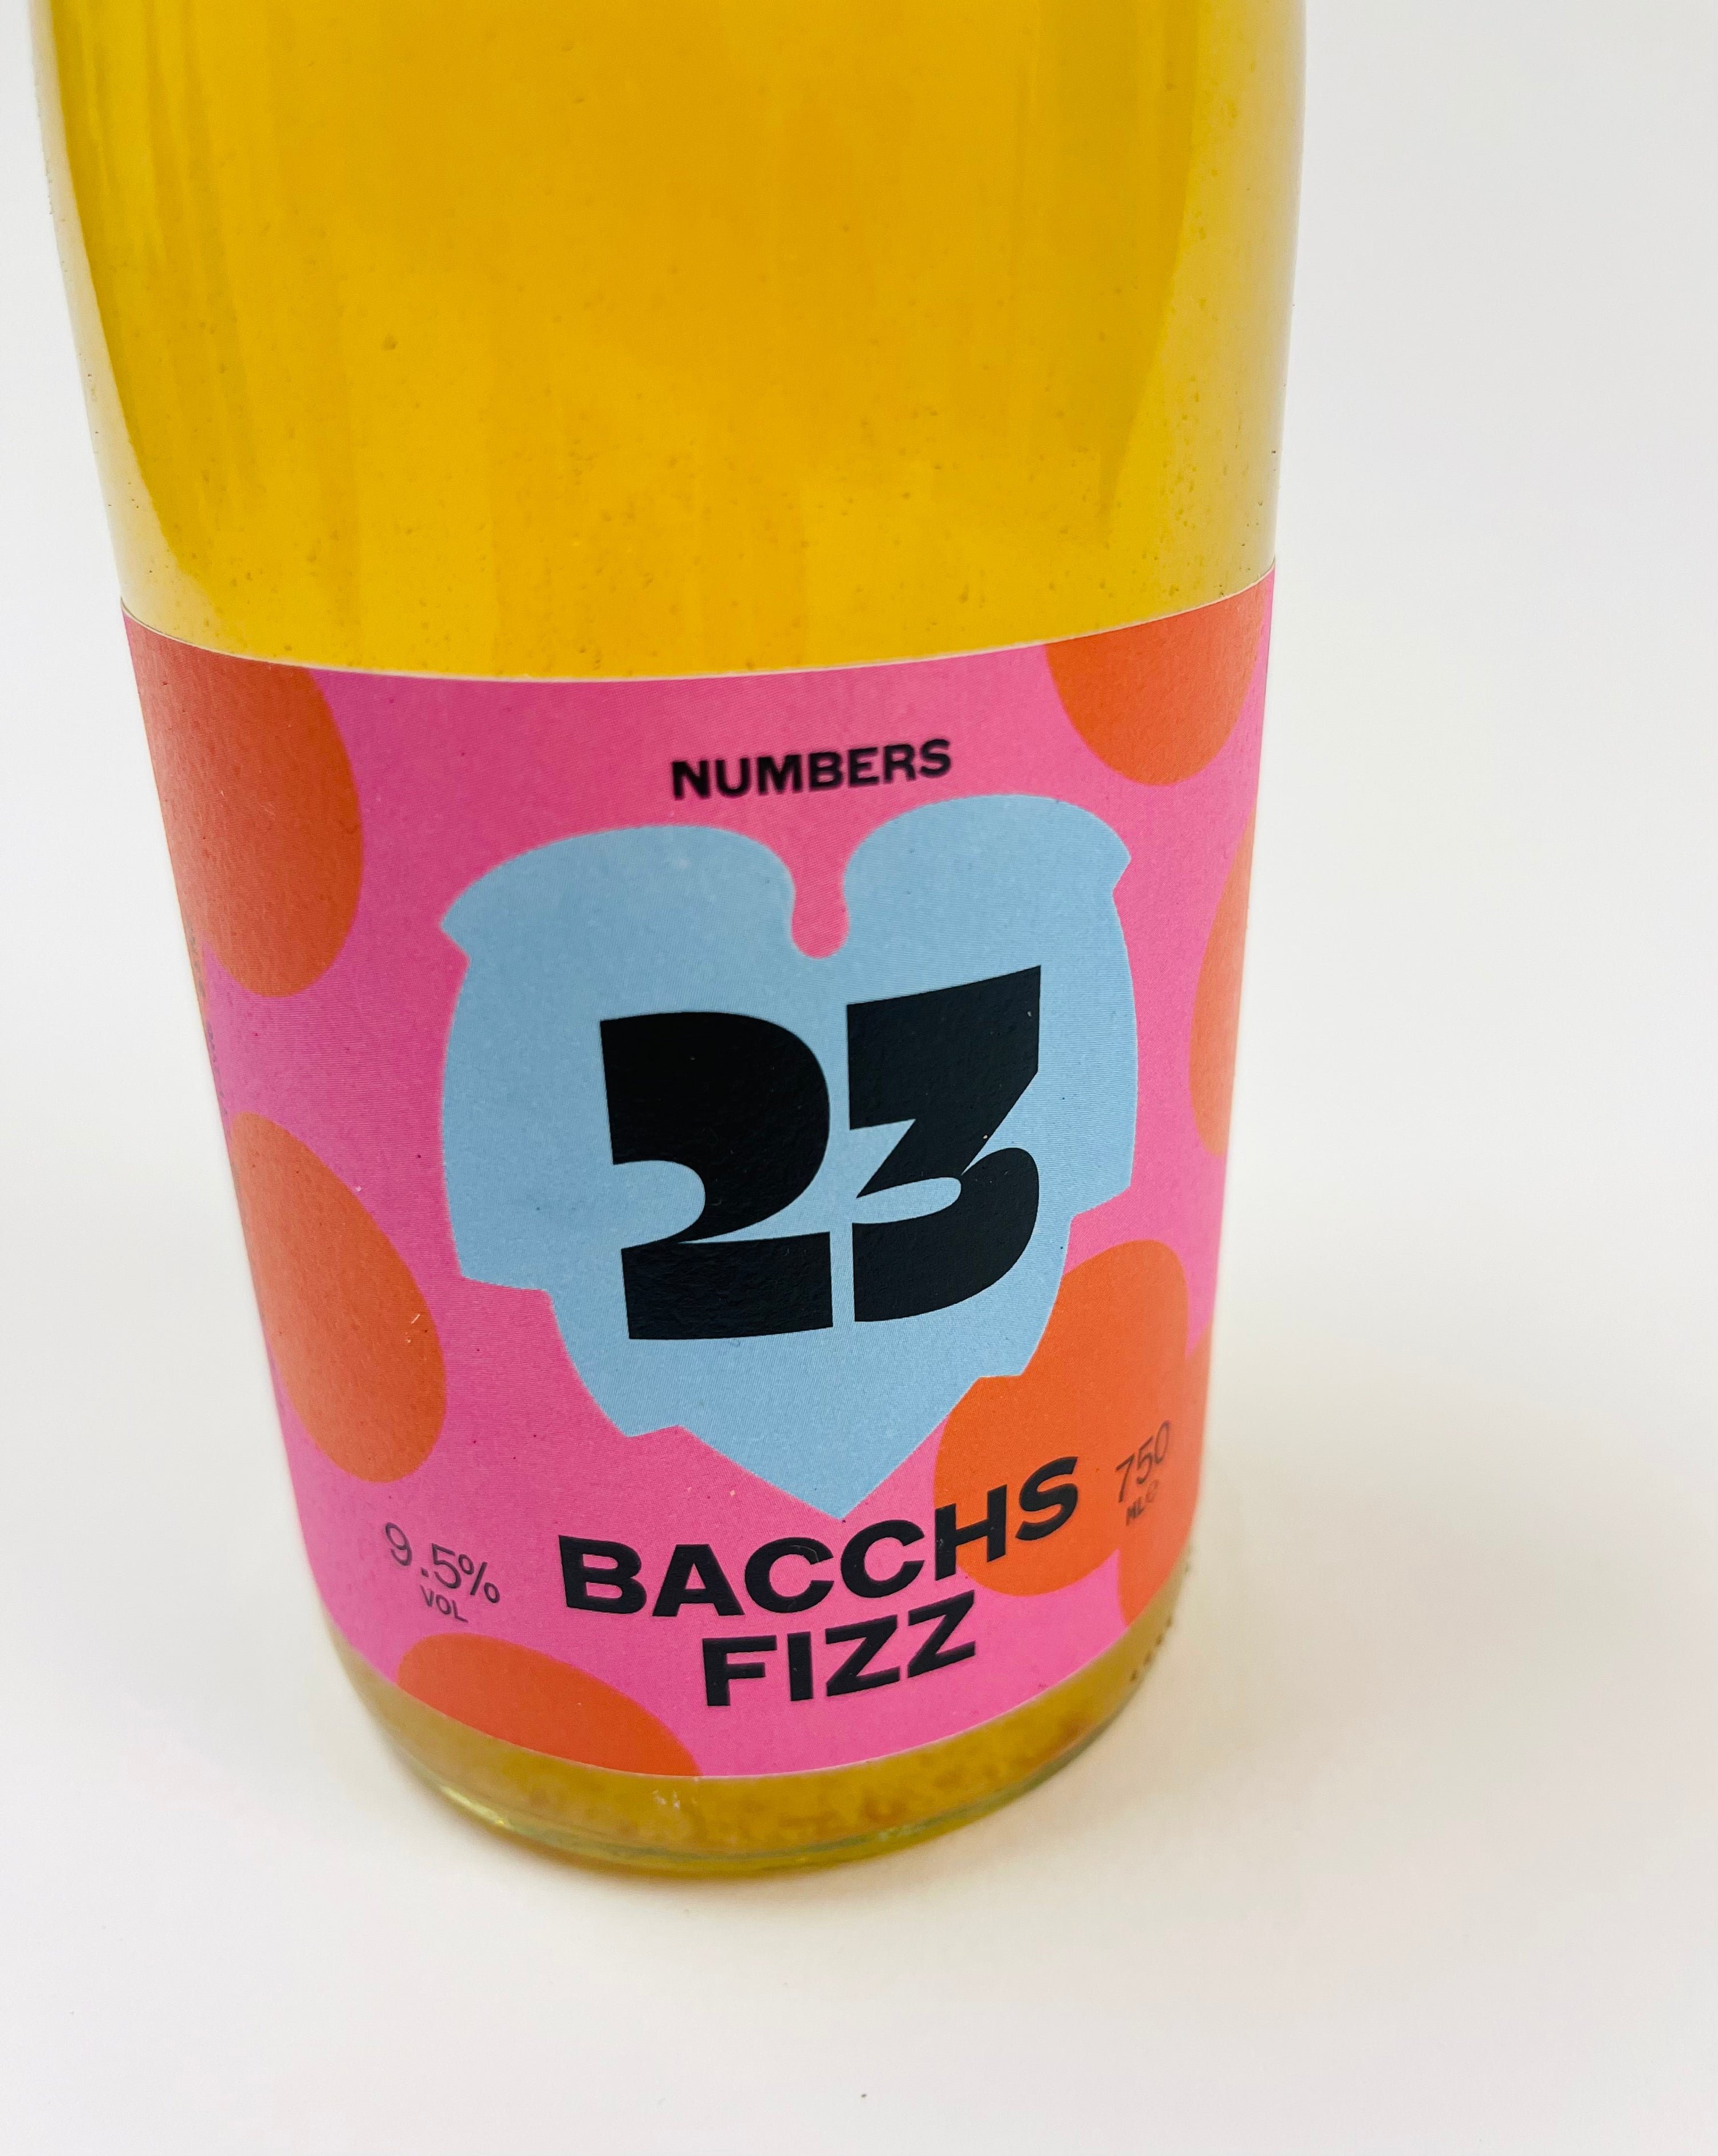 NUMBERS
23
9.5%
VOL
BACCHS
FIZZ
750
ML℮